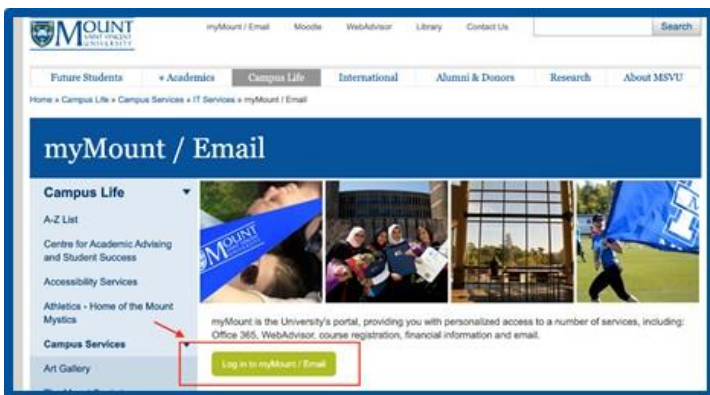 MOUNT
SAINT VINCENT
UNIVERSITY
myMount / Email Moodle WebAdvisor Library Contact Us Search
Future Students + Academics Campus Life International Alumni & Donors Research About MSVU
Home » Campus Life » Campus Services » IT Services » myMount / Email
myMount / Email
Campus Life
A-Z List
Centre for Academic Advising
and Student Success
Accessibility Services
Athletics - Home of the Mount
Mystics
Campus Services
Art Gallery
MOUNT
myMount is the University's portal, providing you with personalized access to a number of services, including:
Office 365, WebAdvisor, course registration, financial information and email.
Log in to myMount / Email